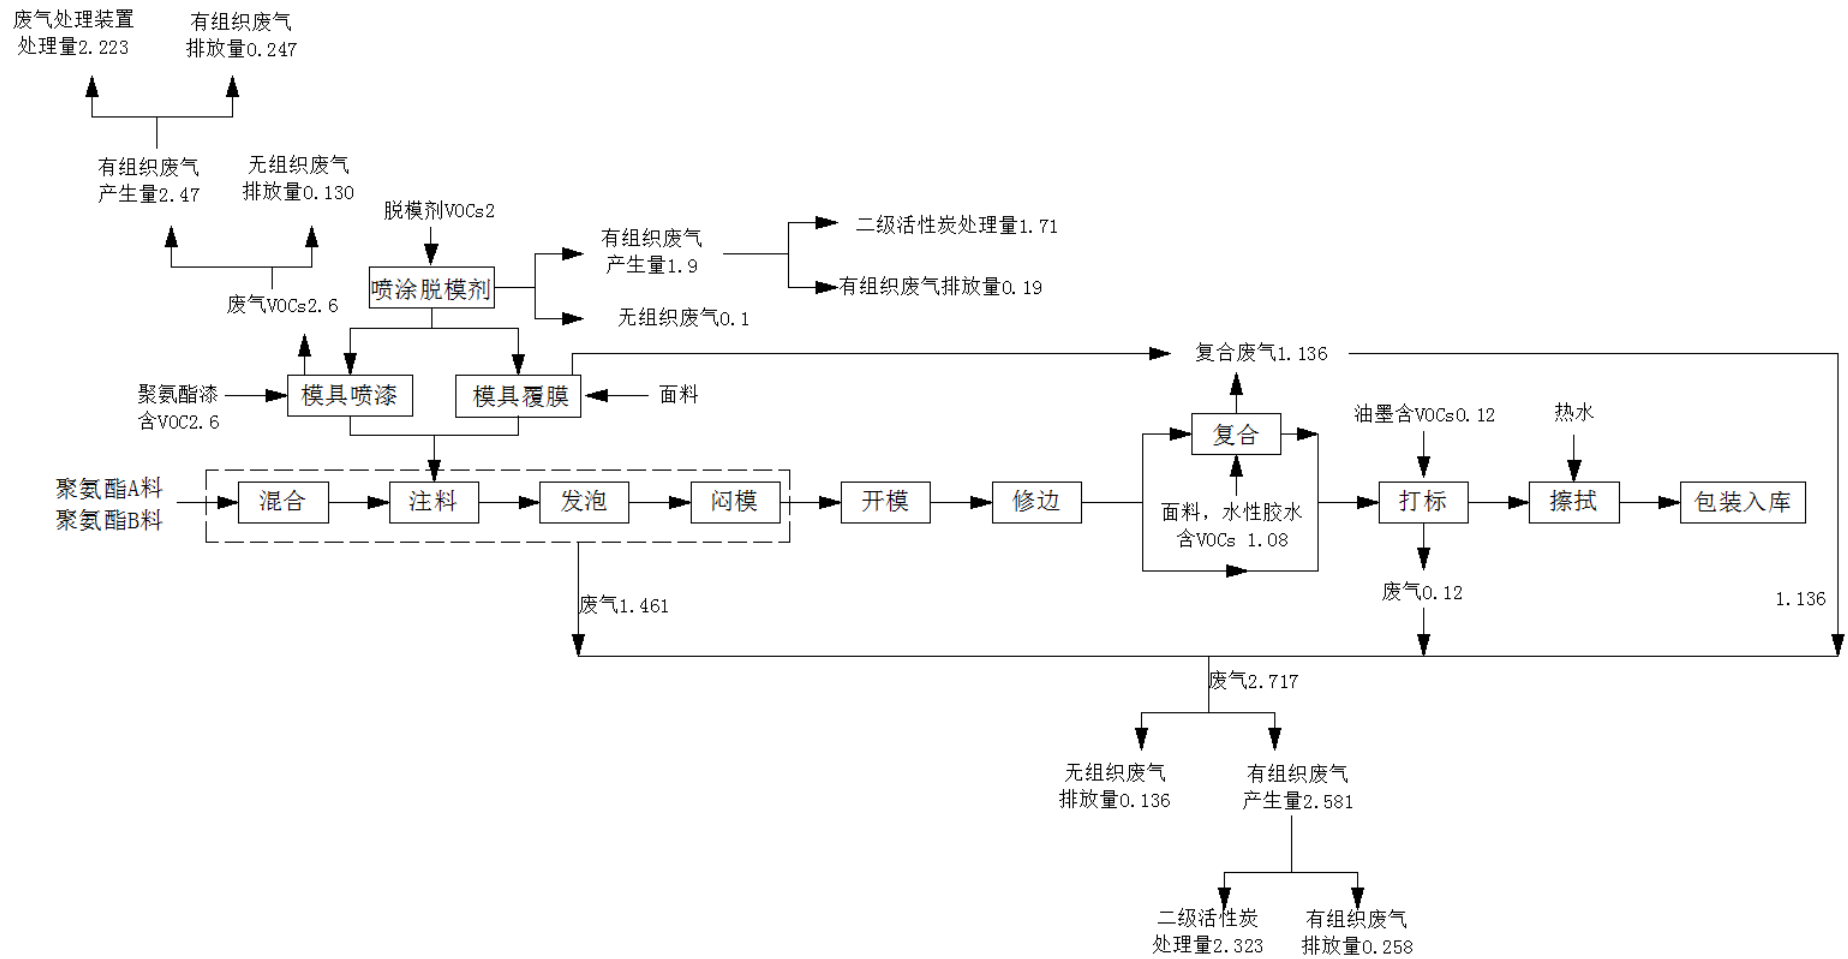 废气处理装置
处理量2.223
有组织废气
排放量0.247
有组织废气
产生量2.47
无组织废气
排放量0.130
脱模剂VOCs2
有组织废气
产生量1.9
二级活性炭处理量1.71
有组织废气排放量0.19
喷涂脱模剂
无组织废气0.1
废气VOCs2.6
复合废气1.136
聚氨酯漆
含VOC2.6
模具喷漆
模具覆膜
面料
复合
油墨含VOCs0.12
热水
聚氨酯A料
聚氨酯B料
混合
注料
发泡
闷模
开模
修边
面料，水性胶水
含VOCs 1.08
打标
擦拭
包装入库
废气1.461
废气0.12
1.136
废气2.717
无组织废气
排放量0.136
有组织废气
产生量2.581
二级活性炭
处理量2.323
有组织废气
排放量0.258